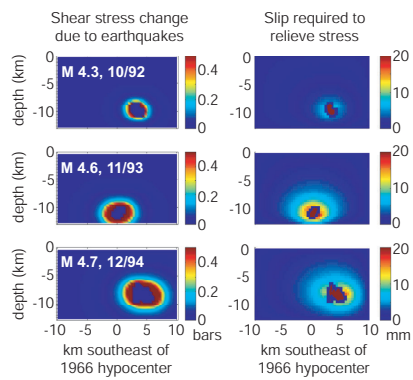 Shear stress change
due to earthquakes
Slip required to
relieve stress
depth (km)
0
-5
-10
M 4.3, 10/92
0.4
0.2
0
20
10
0
depth (km)
0
-5
-10
M 4.6, 11/93
0.4
0.2
0
0
-5
-10
20
10
0
depth (km)
0
-5
-10
M 4.7, 12/94
0.4
0.2
0
bars
20
10
0
mm
-10 -5 0 5 10
-10 -5 0 5 10
km southeast of
1966 hypocenter
km southeast of
1966 hypocenter